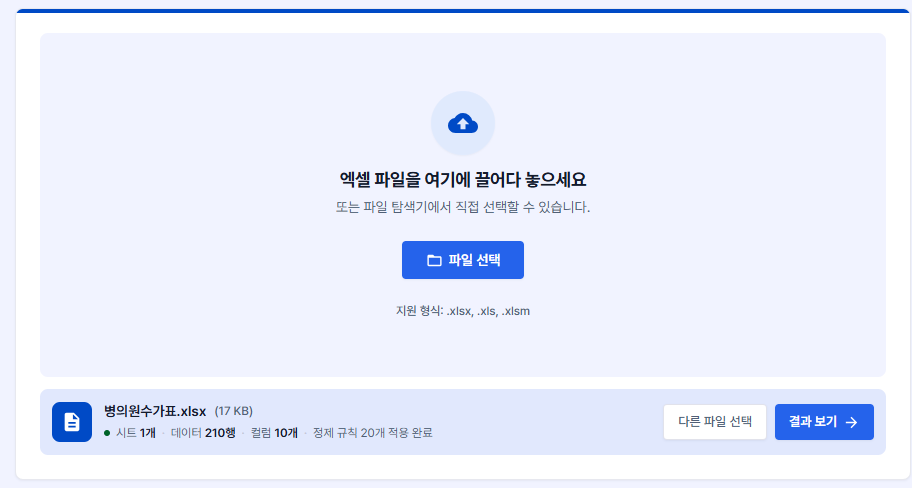 엑셀 파일을 여기에 끌어다 놓으세요
또는 파일 탐색기에서 직접 선택할 수 있습니다.
파일 선택
지원 형식: .xlsx, .xls, .xlsm
병의원수가표.xlsx (17 KB)
시트 1개 · 데이터 210행 · 컬럼 10개 · 정제 규칙 20개 적용 완료
다른 파일 선택
결과 보기 →